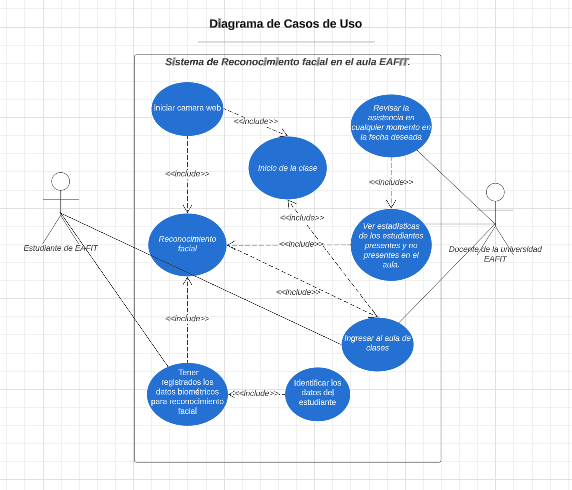 Diagrama de Casos de Uso
Sistema de Reconocimiento facial en el aula EAFIT.
Iniciar camara web
<<include>>
Revisar la
asistencia en
cualquier momento en
la fecha deseada
Inicio de la clase
<<include>>
<<include>>
<<include>>
Estudiante de EAFIT
Reconocimiento
facial
<<include>>
Ver estadísticas
de los estudiantes
presentes y no
presentes en el
aula.
Docente de la universidad
EAFIT
<<include>>
<<include>>
Ingresar al aula de
clases
Tener
registrados los
datos biométricos
para reconocimiento
facial
<<include>>
Identificar los
datos del
estudiante